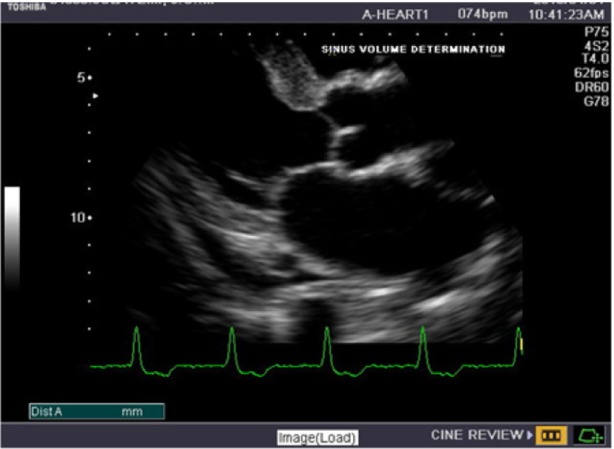 TOSHIBA
A-HEART1 074bpm 10:41:23AM
P75
4S2
T4.0
62fps
DR60
G78
SINUS VOLUME DETERMINATION
5
10
Dist A mm
Image(Load)
CINE REVIEW